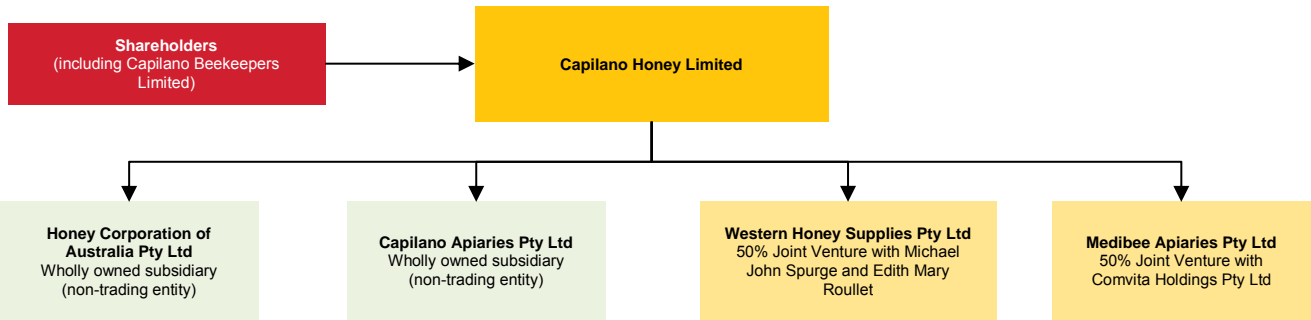 Shareholders
(including Capilano Beekeepers
Limited)
Capilano Honey Limited
Honey Corporation of
Australia Pty Ltd
Wholly owned subsidiary
(non-trading entity)
Capilano Apiaries Pty Ltd
Wholly owned subsidiary
(non-trading entity)
Western Honey Supplies Pty Ltd
50% Joint Venture with Michael
John Spurge and Edith Mary
Roullet
Medibee Apiaries Pty Ltd
50% Joint Venture with
Comvita Holdings Pty Ltd